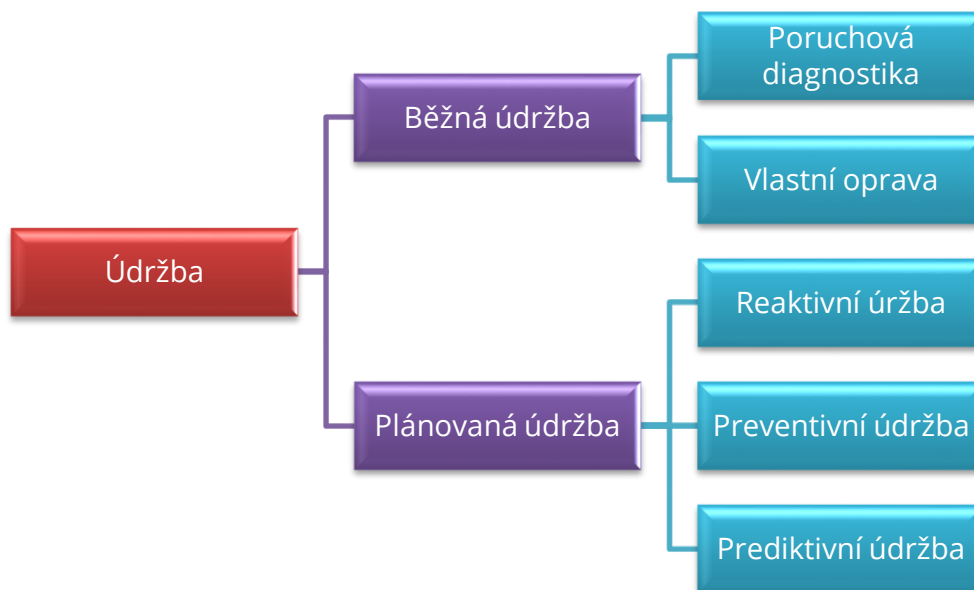 Poruchová
diagnostika
Běžná údržba
Vlastní oprava
Údržba
Reaktivní úržba
Plánovaná údržba
Preventivní údržba
Prediktivní údržba